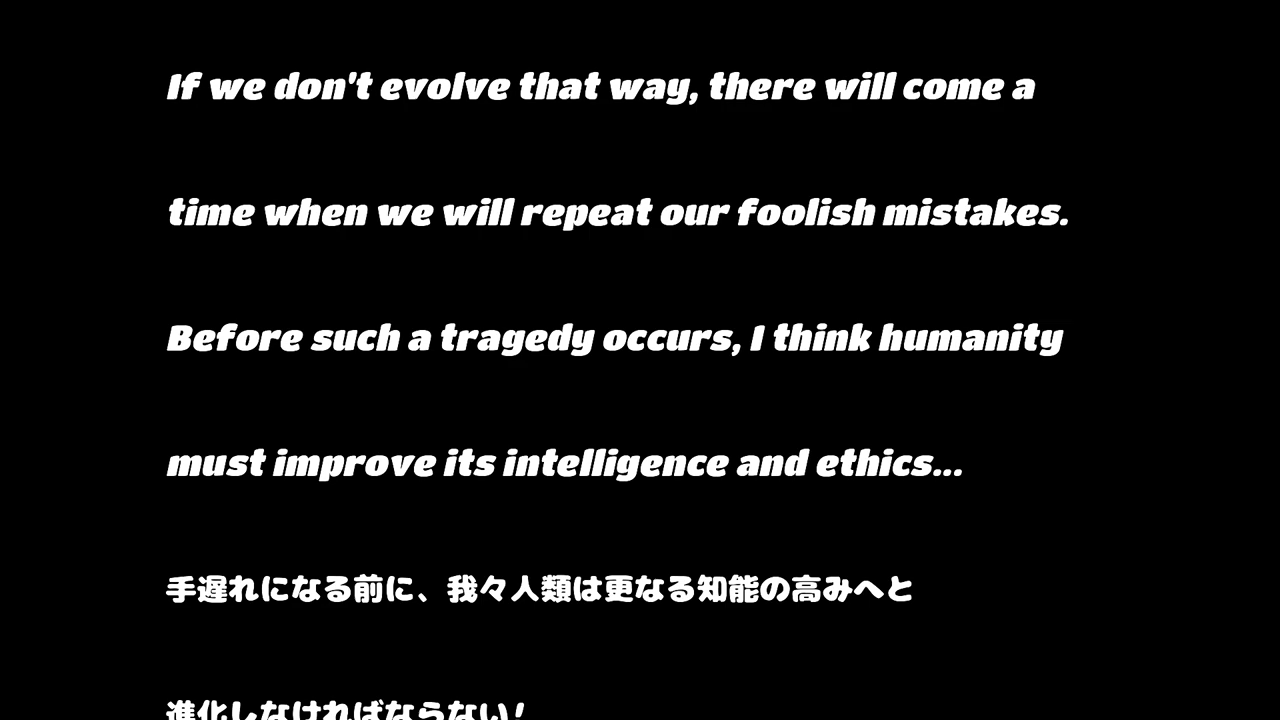 If we don't evolve that way, there will come a
time when we will repeat our foolish mistakes.
Before such a tragedy occurs, I think humanity
must improve its intelligence and ethics...
手遅れになる前に、我々人類は更なる知能の高みへと
進化しなければならない!